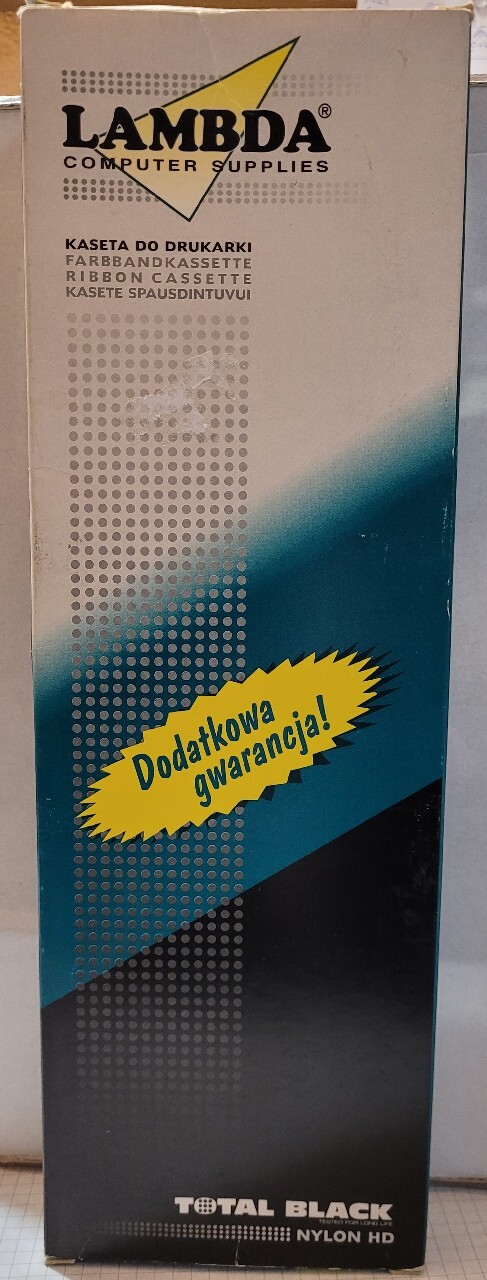 LAMBDA®
COMPUTER SUPPLIES
KASETA DO DRUKARKI
FARBBANDKASSETTE
RIBBON CASSETTE
KASETE SPAUSDINTUVUI
Dodatkowa
gwarancja!
TOTAL BLACK
TESTED FOR LONG LIFE
NYLON HD